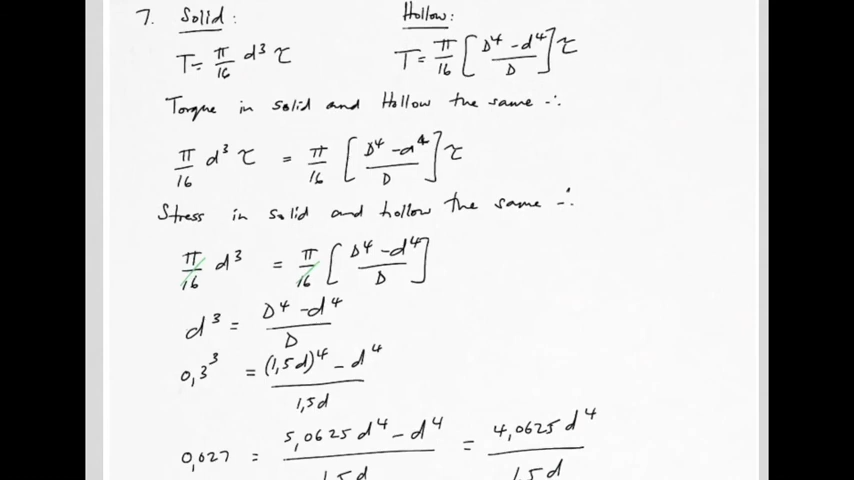 7. Solid: Hollow:
T = π/16 d³ τ T = π/16 [D⁴ - d⁴/D] τ
Torque in solid and Hollow the same ∴
π/16 d³ τ = π/16 [D⁴ - d⁴/D] τ
Stress in solid and hollow the same ∴
π/16 d³ = π/16 [D⁴ - d⁴/D]
d³ = D⁴ - d⁴/D
0,3³ = (1,5d)⁴ - d⁴/1,5d
0,027 = 5,0625d⁴ - d⁴/1,5d = 4,0625d⁴/1,5d